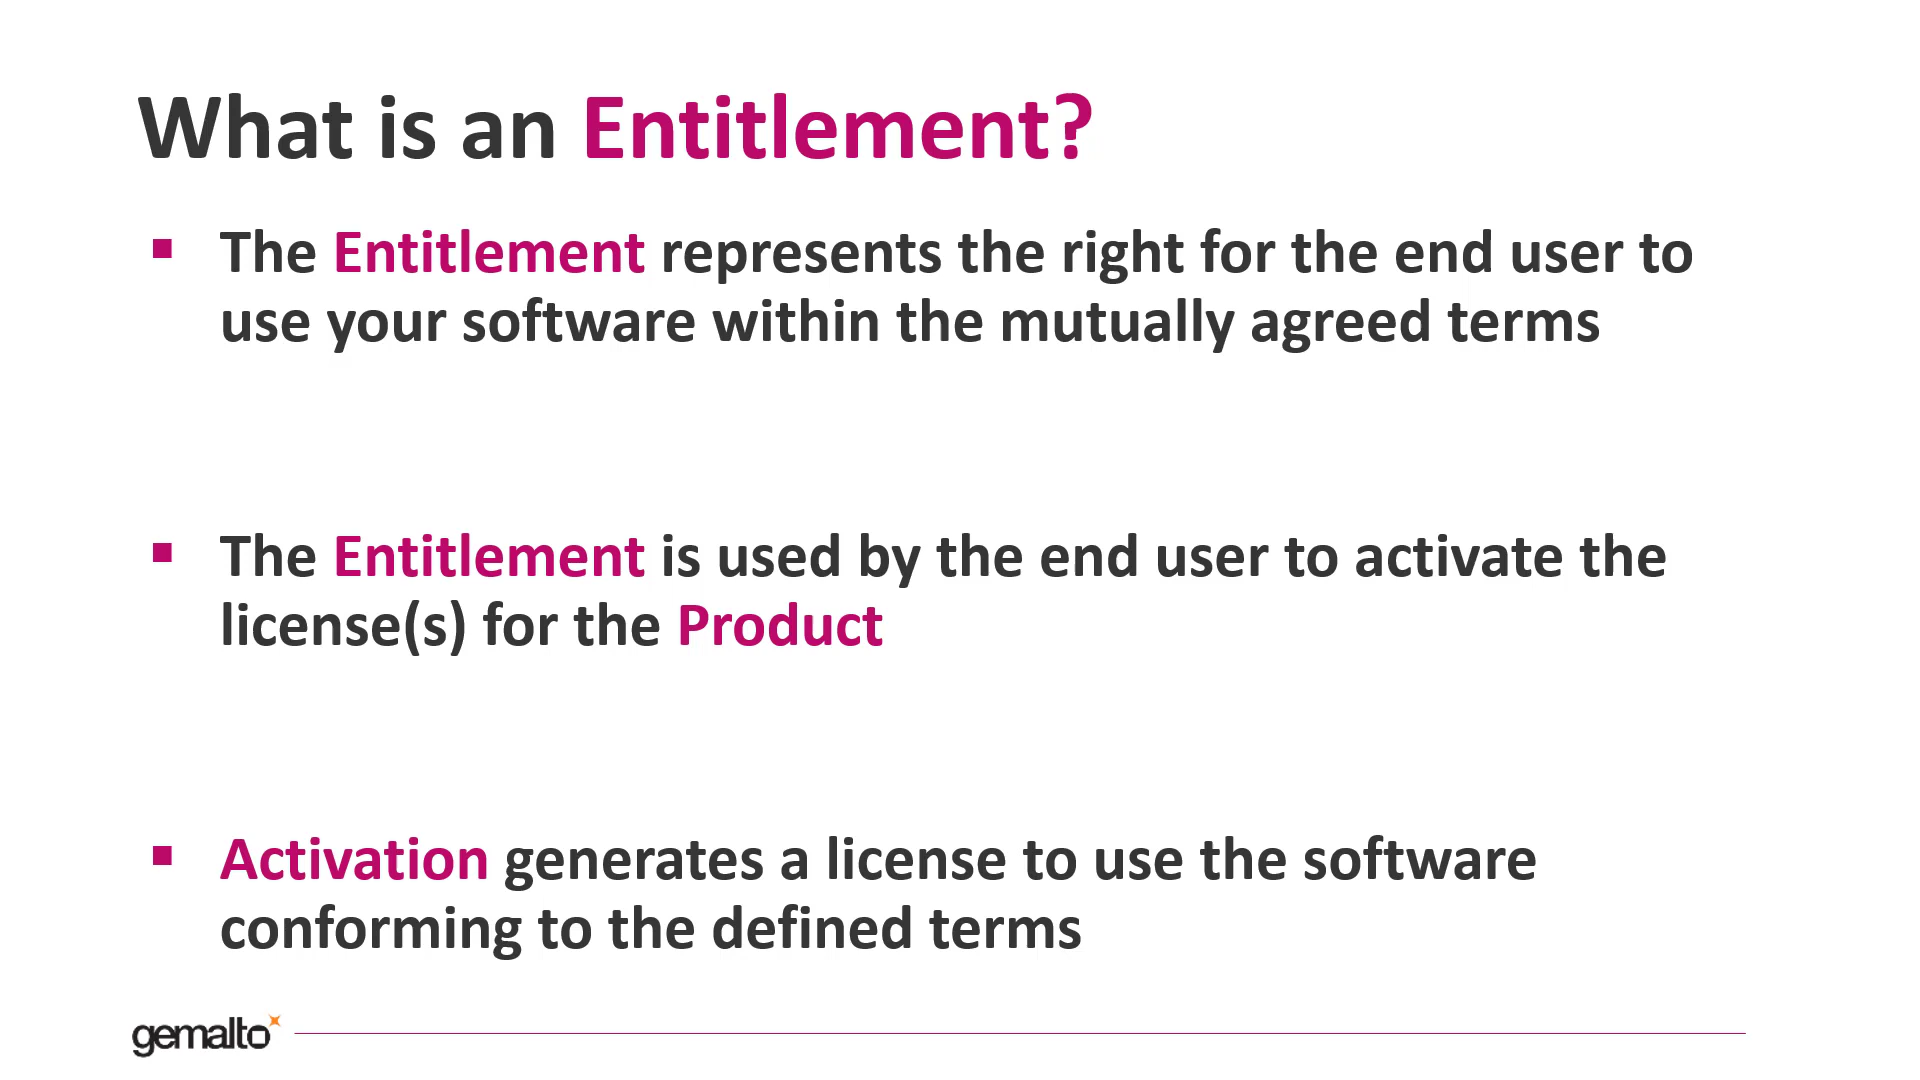 What is an Entitlement?
▪ The Entitlement represents the right for the end user to
use your software within the mutually agreed terms
▪ The Entitlement is used by the end user to activate the
license(s) for the Product
▪ Activation generates a license to use the software
conforming to the defined terms
gemalto